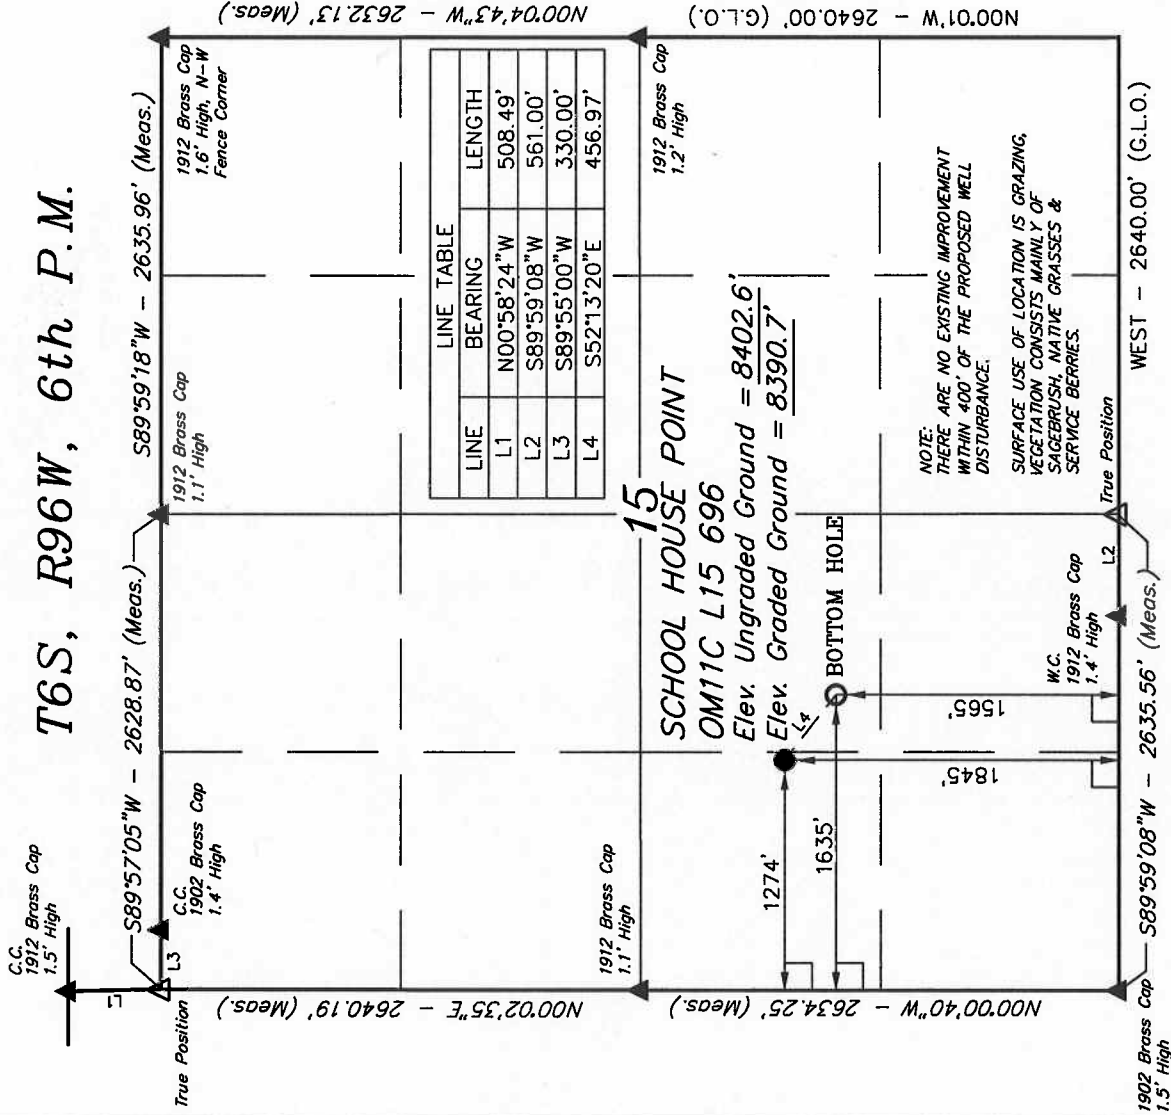 T6S, R96W, 6th P.M.
C.C.
1912 Brass Cap
1.5' High
S89°57'05"W - 2628.87' (Meas.)
S89°59'18"W - 2635.96' (Meas.)
L1
L3
True Position
C.C.
1902 Brass Cap
1.4' High
1912 Brass Cap
1.1' High
1912 Brass Cap
1.6' High, N-W
Fence Corner
N00°02'35"E - 2640.19' (Meas.)
N00°04'43"W - 2632.13' (Meas.)
LINE TABLE
LINE BEARING LENGTH
L1 N00°58'24"W 508.49'
L2 S89°59'08"W 561.00'
L3 S89°55'00"W 330.00'
L4 S52°13'20"E 456.97'
1912 Brass Cap
1.1' High
15
1912 Brass Cap
1.2' High
SCHOOL HOUSE POINT
OM11C L15 696
Elev. Ungraded Ground = 8402.6'
Elev. Graded Ground = 8390.7'
L4
BOTTOM HOLE
1274'
1635'
1845'
1565'
N00°00'40"W - 2634.25' (Meas.)
N00°01'W - 2640.00' (G.L.O.)
NOTE:
THERE ARE NO EXISTING IMPROVEMENT
WITHIN 400' OF THE PROPOSED WELL
DISTURBANCE.
SURFACE USE OF LOCATION IS GRAZING,
VEGETATION CONSISTS MAINLY OF
SAGEBRUSH, NATIVE GRASSES &
SERVICE BERRIES.
W.C.
1912 Brass Cap
1.4' High
L2
True Position
1902 Brass Cap
1.5' High
S89°59'08"W - 2635.56' (Meas.)
WEST - 2640.00' (G.L.O.)